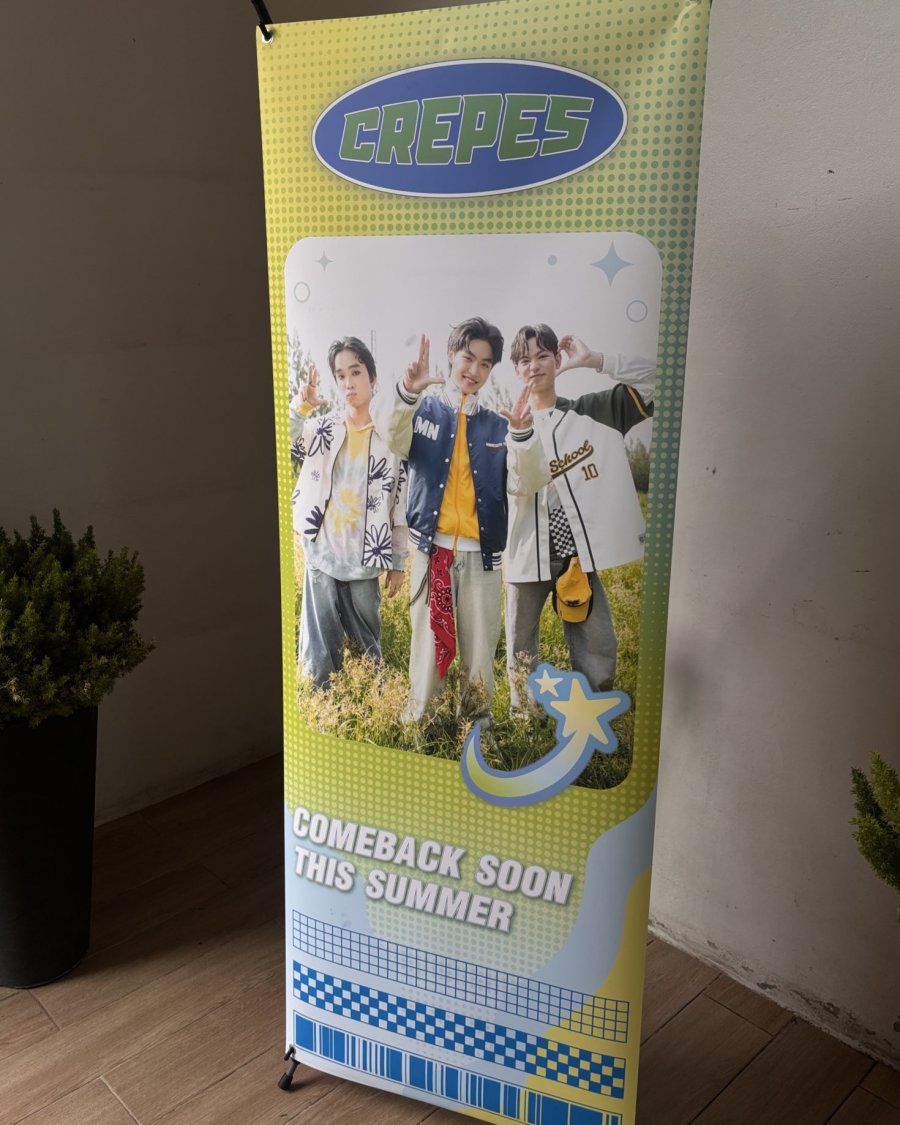 CREPES
MN
School
10
COMEBACK SOON
THIS SUMMER